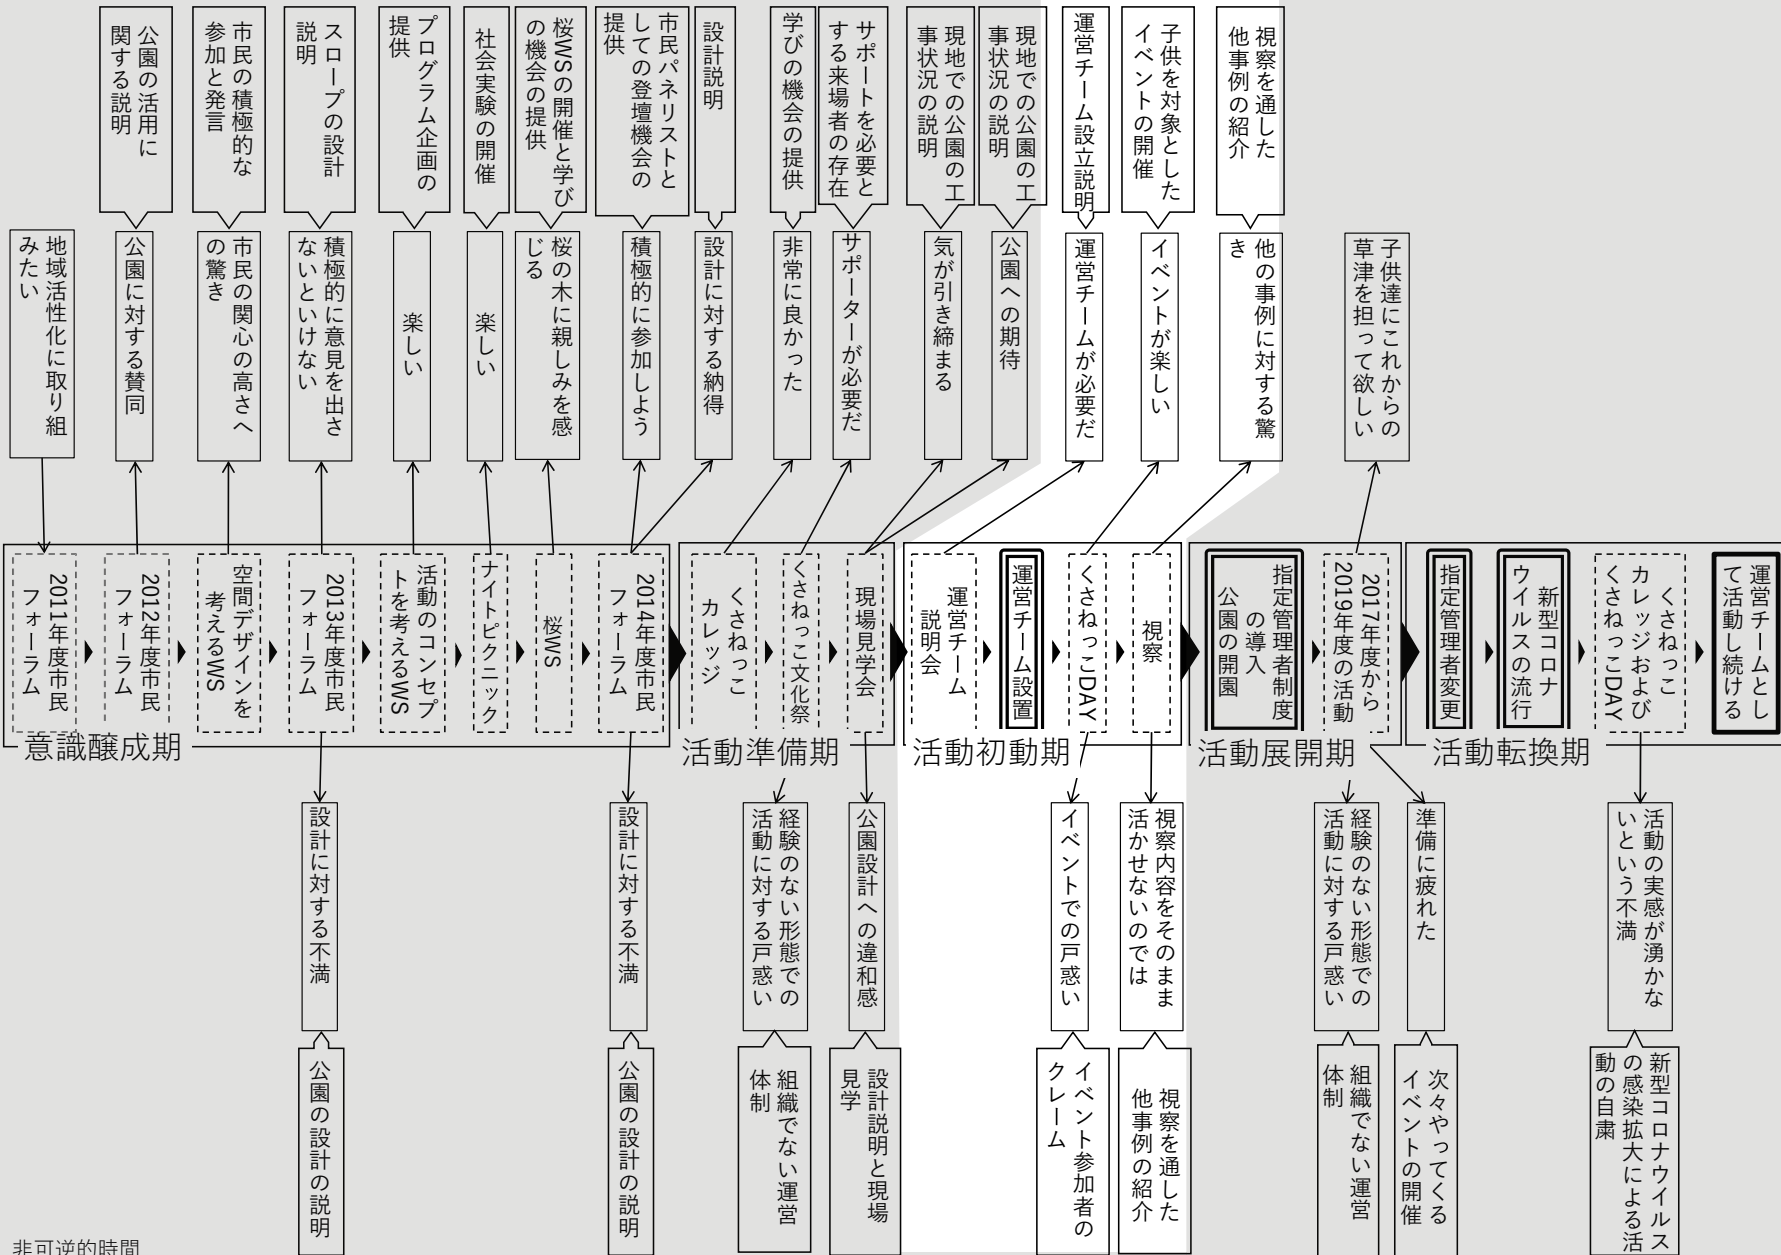 公園の活用に
関する説明
市民の積極的な
参加と発言
スロープの設計
説明
プログラム企画の
提供
社会実験の開催
桜WSの開催と学び
の機会の提供
市民パネリストと
しての登壇機会の
提供
設計説明
学びの機会の提供
サポートを必要と
する来場者の存在
現地での公園の工
事状況の説明
現地での公園の工
事状況の説明
運営チーム設立説明
子供を対象とした
イベントの開催
視察を通した
他事例の紹介
地域活性化に取り組
みたい
公園に対する賛同
市民の関心の高さへ
の驚き
積極的に意見を出さ
ないといけない
楽しい
楽しい
桜の木に親しみを感
じる
積極的に参加しよう
設計に対する納得
非常に良かった
サポーターが必要だ
気が引き締まる
公園への期待
運営チームが必要だ
イベントが楽しい
他の事例に対する驚
き
子供達にこれからの
草津を担って欲しい
2011年度市民
フォーラム
2012年度市民
フォーラム
空間デザインを
考えるWS
2013年度市民
フォーラム
活動のコンセプ
トを考えるWS
ナイトピクニック
桜WS
2014年度市民
フォーラム
くさねっこ
カレッジ
くさねっこ文化祭
現場見学会
運営チーム
説明会
運営チーム設置
くさねっこDAY
視察
指定管理者制度
の導入
公園の開園
2017年度から
2019年度の活動
指定管理者変更
新型コロナ
ウイルスの流行
くさねっこ
カレッジおよび
くさねっこDAY
運営チームとし
て活動し続ける
意識醸成期
活動準備期
活動初動期
活動展開期
活動転換期
設計に対する不満
設計に対する不満
経験のない形態での
活動に対する戸惑い
公園設計への違和感
イベントでの戸惑い
視察内容をそのまま
活かせないのでは
経験のない形態での
活動に対する戸惑い
準備に疲れた
活動の実感が湧かな
いという不満
公園の設計の説明
公園の設計の説明
組織でない運営
体制
設計説明と現場
見学
イベント参加者の
クレーム
視察を通した
他事例の紹介
組織でない運営
体制
次々やってくる
イベントの開催
新型コロナウイルス
の感染拡大による活
動の自粛
非可逆的時間